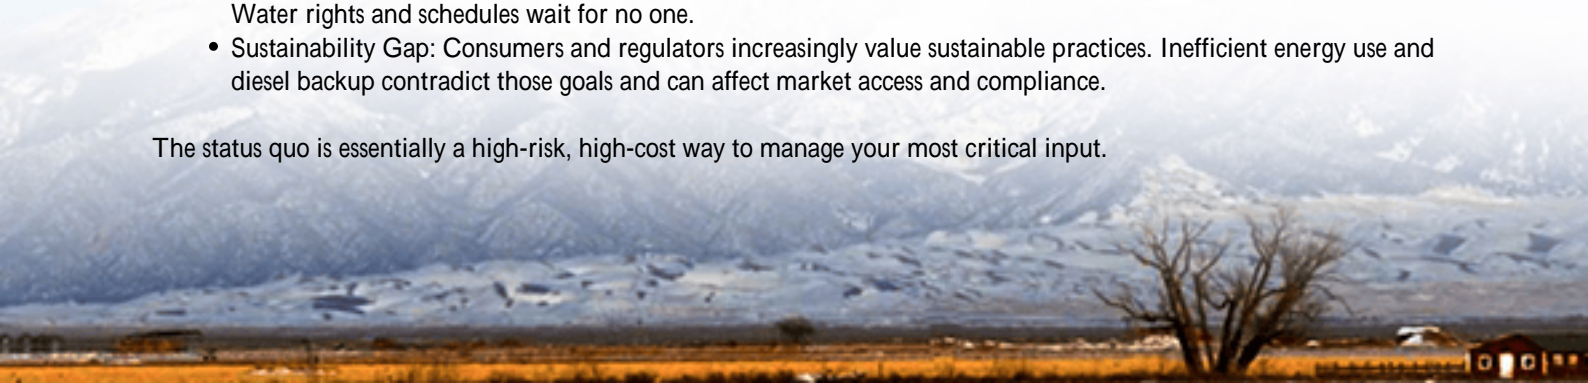 Water rights and schedules wait for no one.
• Sustainability Gap: Consumers and regulators increasingly value sustainable practices. Inefficient energy use and
diesel backup contradict those goals and can affect market access and compliance.
The status quo is essentially a high-risk, high-cost way to manage your most critical input.